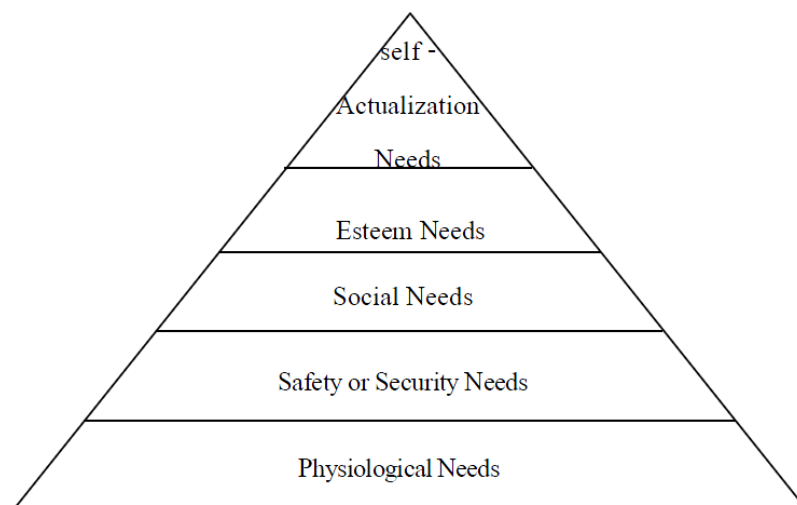 self -
Actualization
Needs
Esteem Needs
Social Needs
Safety or Security Needs
Physiological Needs